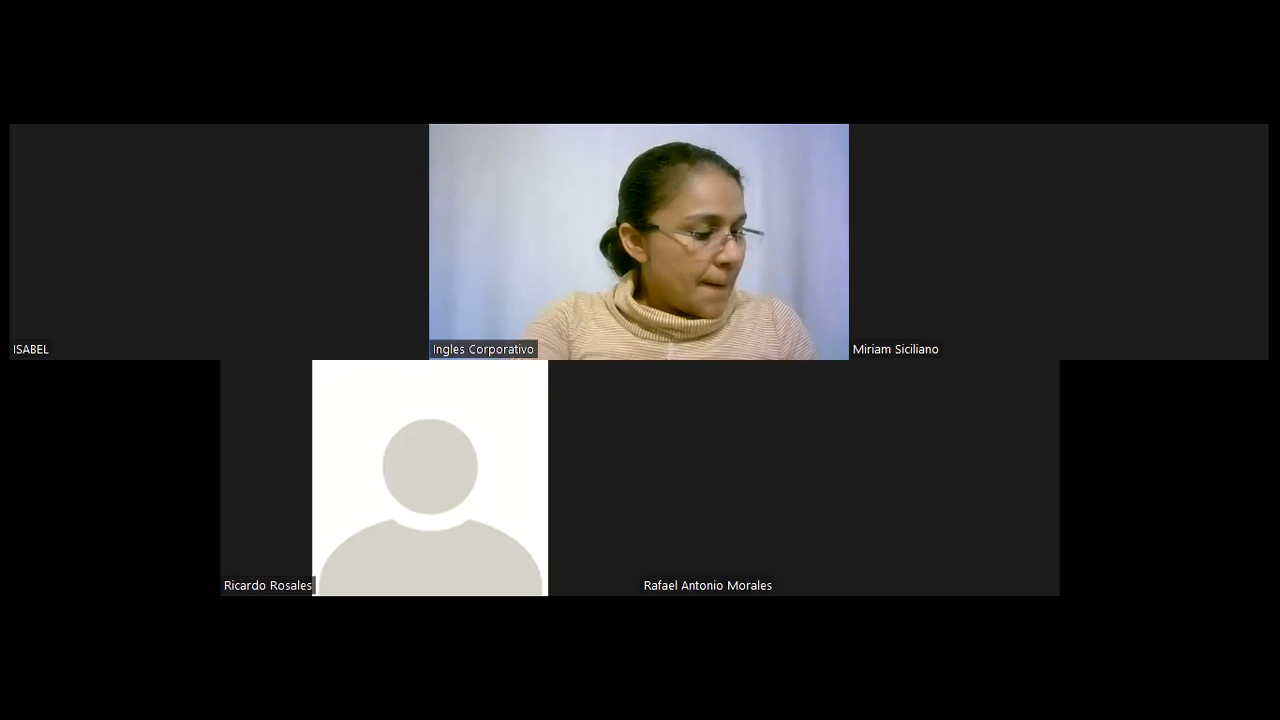 ISABEL
Ingles Corporativo
Miriam Siciliano
Ricardo Rosales
Rafael Antonio Morales